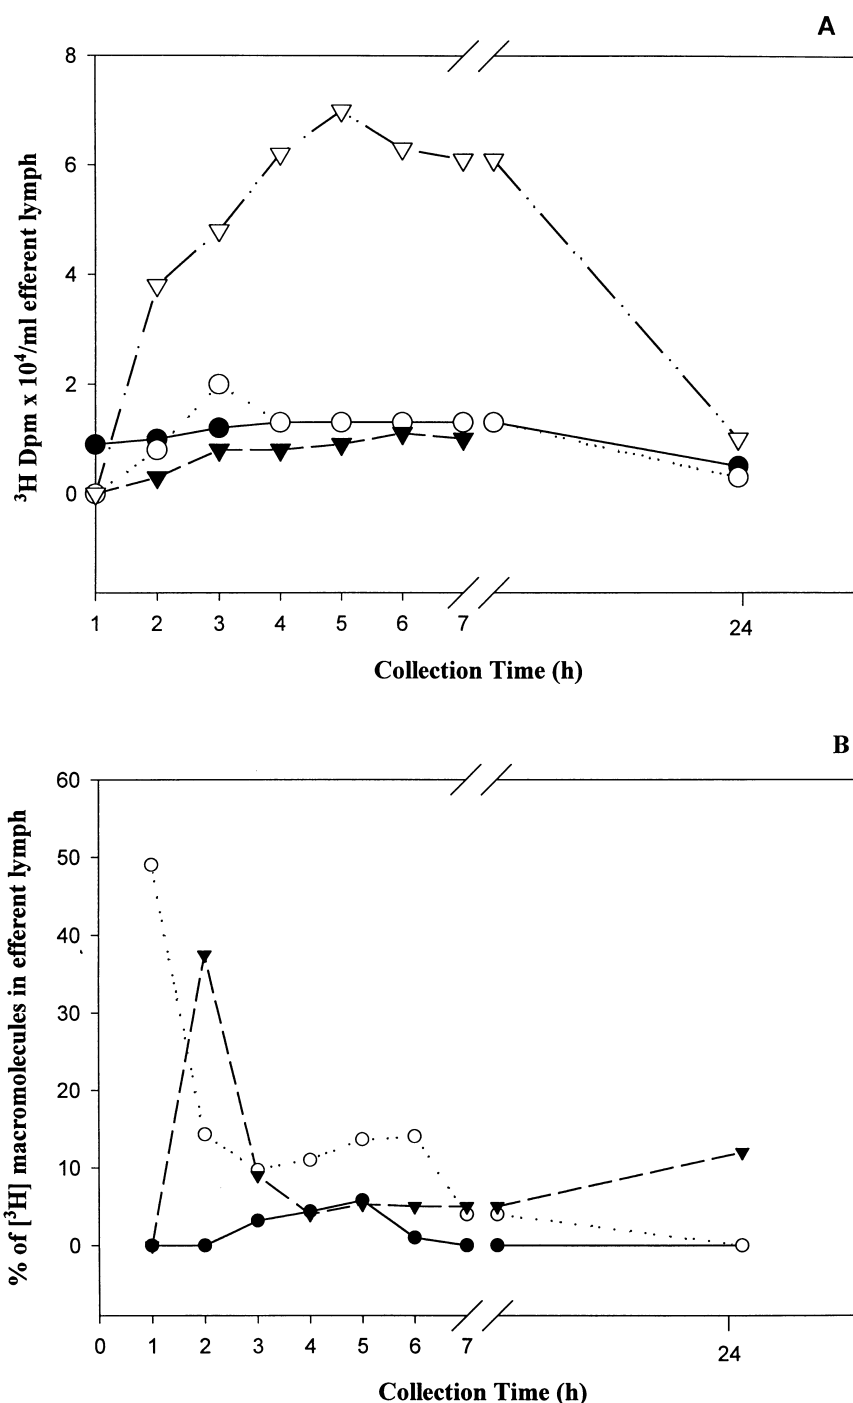 A
8
6
4
2
0
³H Dpm x 10⁴/ml efferent lymph
1 2 3 4 5 6 7 24
Collection Time (h)
B
60
50
40
30
20
10
0
% of [³H] macromolecules in efferent lymph
0 1 2 3 4 5 6 7 24
Collection Time (h)